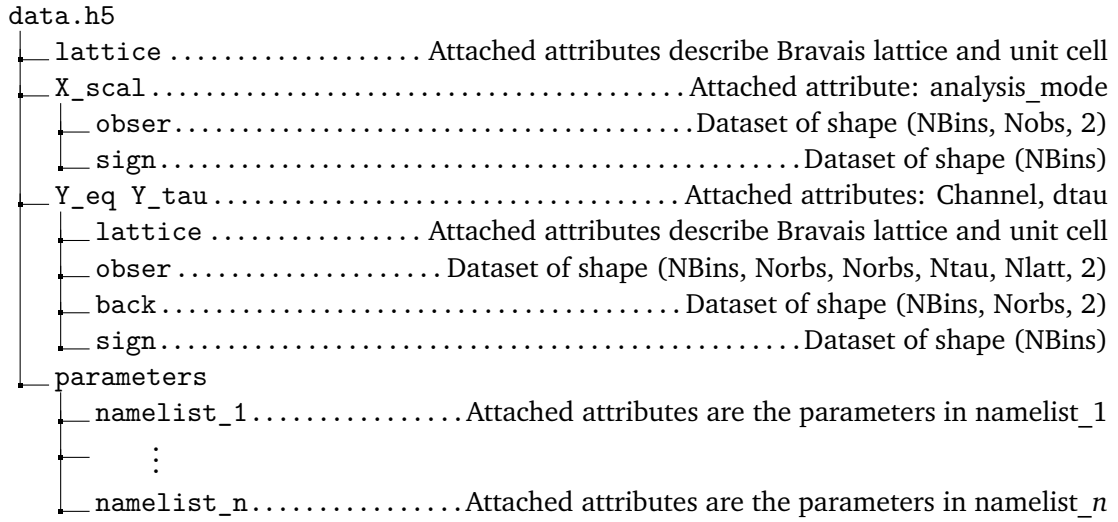 data.h5
lattice .................... Attached attributes describe Bravais lattice and unit cell
X_scal ........................................ Attached attribute: analysis_mode
obser ....................................... Dataset of shape (NBins, Nobs, 2)
sign ................................................ Dataset of shape (NBins)
Y_eq Y_tau ................................... Attached attributes: Channel, dtau
lattice ................ Attached attributes describe Bravais lattice and unit cell
obser .................... Dataset of shape (NBins, Norbs, Norbs, Ntau, Nlatt, 2)
back ....................................... Dataset of shape (NBins, Norbs, 2)
sign ................................................ Dataset of shape (NBins)
parameters
namelist_1 ................ Attached attributes are the parameters in namelist_1
⋮
namelist_n ................ Attached attributes are the parameters in namelist_n